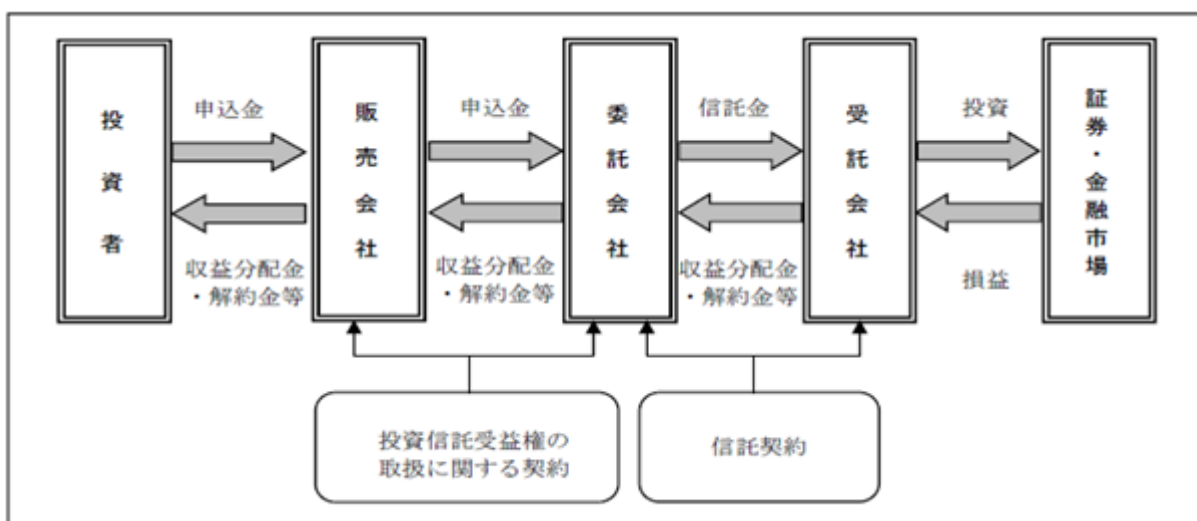 投資者
申込金
収益分配金
・解約金等
販売会社
申込金
収益分配金
・解約金等
委託会社
信託金
収益分配金
・解約金等
受託会社
投資
損益
証券・金融市場
投資信託受益権の
取扱に関する契約
信託契約